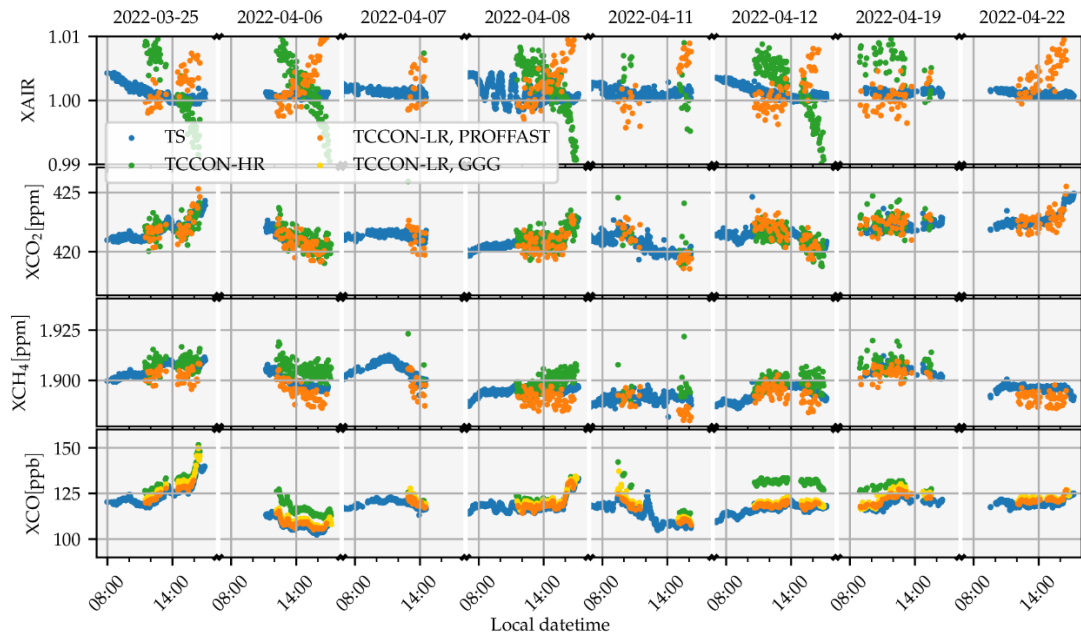 2022-03-25 2022-04-06 2022-04-07 2022-04-08 2022-04-11 2022-04-12 2022-04-19 2022-04-22
1.01
1.00
0.99
XAIR
TS TCCON-LR, PROFFAST
TCCON-HR TCCON-LR, GGG
425
420
XCO₂[ppm]
1.925
1.900
XCH₄[ppm]
150
125
100
XCO[ppb]
08:00 14:00 08:00 14:00 08:00 14:00 08:00 14:00 08:00 14:00 08:00 14:00 08:00 14:00 08:00 14:00
Local datetime